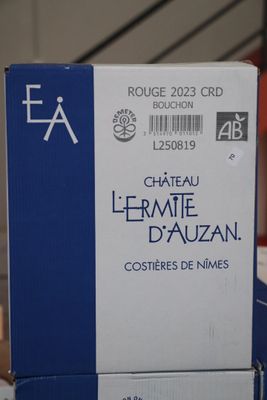 ROUGE 2023 CRD
BOUCHON
DEMETER
AB
L250819
EA
CHÂTEAU
L'ERMITE
D'AUZAN.
COSTIÈRES DE NÎMES